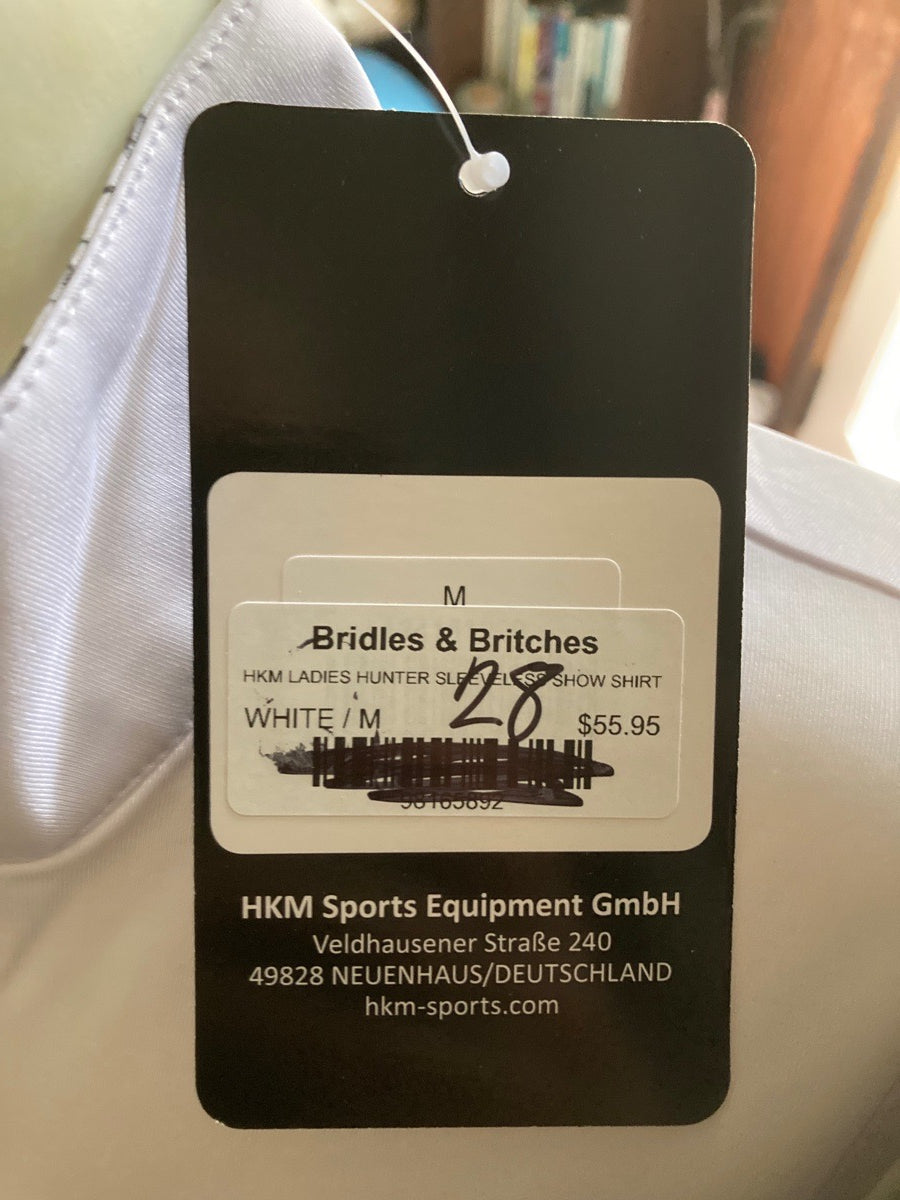 M
Bridles & Britches
HKM LADIES HUNTER SLEEVELESS SHOW SHIRT
28
WHITE / M $55.95
98165892
HKM Sports Equipment GmbH
Veldhausener Straße 240
49828 NEUENHAUS/DEUTSCHLAND
hkm-sports.com